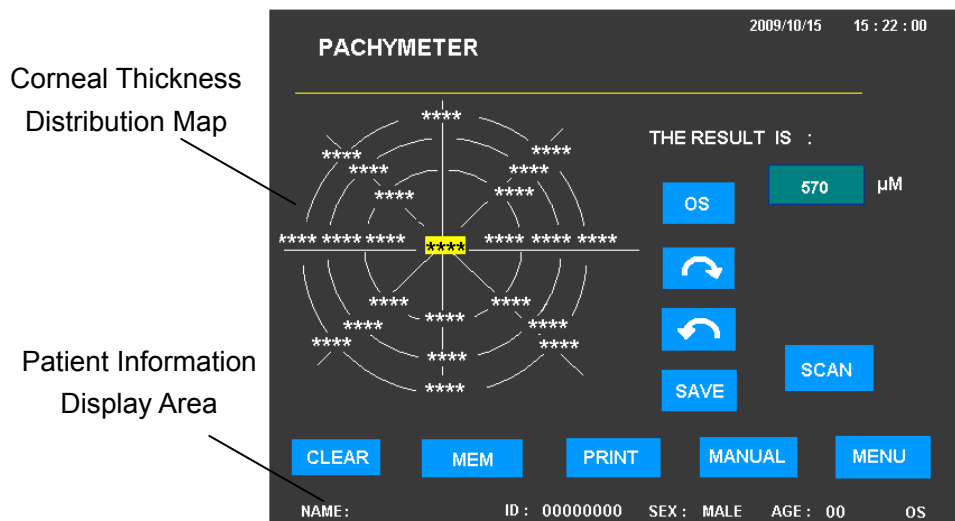 2009/10/15 15 : 22 : 00
PACHYMETER
Corneal Thickness
Distribution Map
THE RESULT IS :
570 µM
OS
SAVE
SCAN
****
**** ****
**** ****
**** ****
**** **** **** **** **** **** ****
**** ****
****
**** ****
**** ****
****
****
Patient Information
Display Area
CLEAR MEM PRINT MANUAL MENU
NAME : ID : 00000000 SEX : MALE AGE : 00 OS